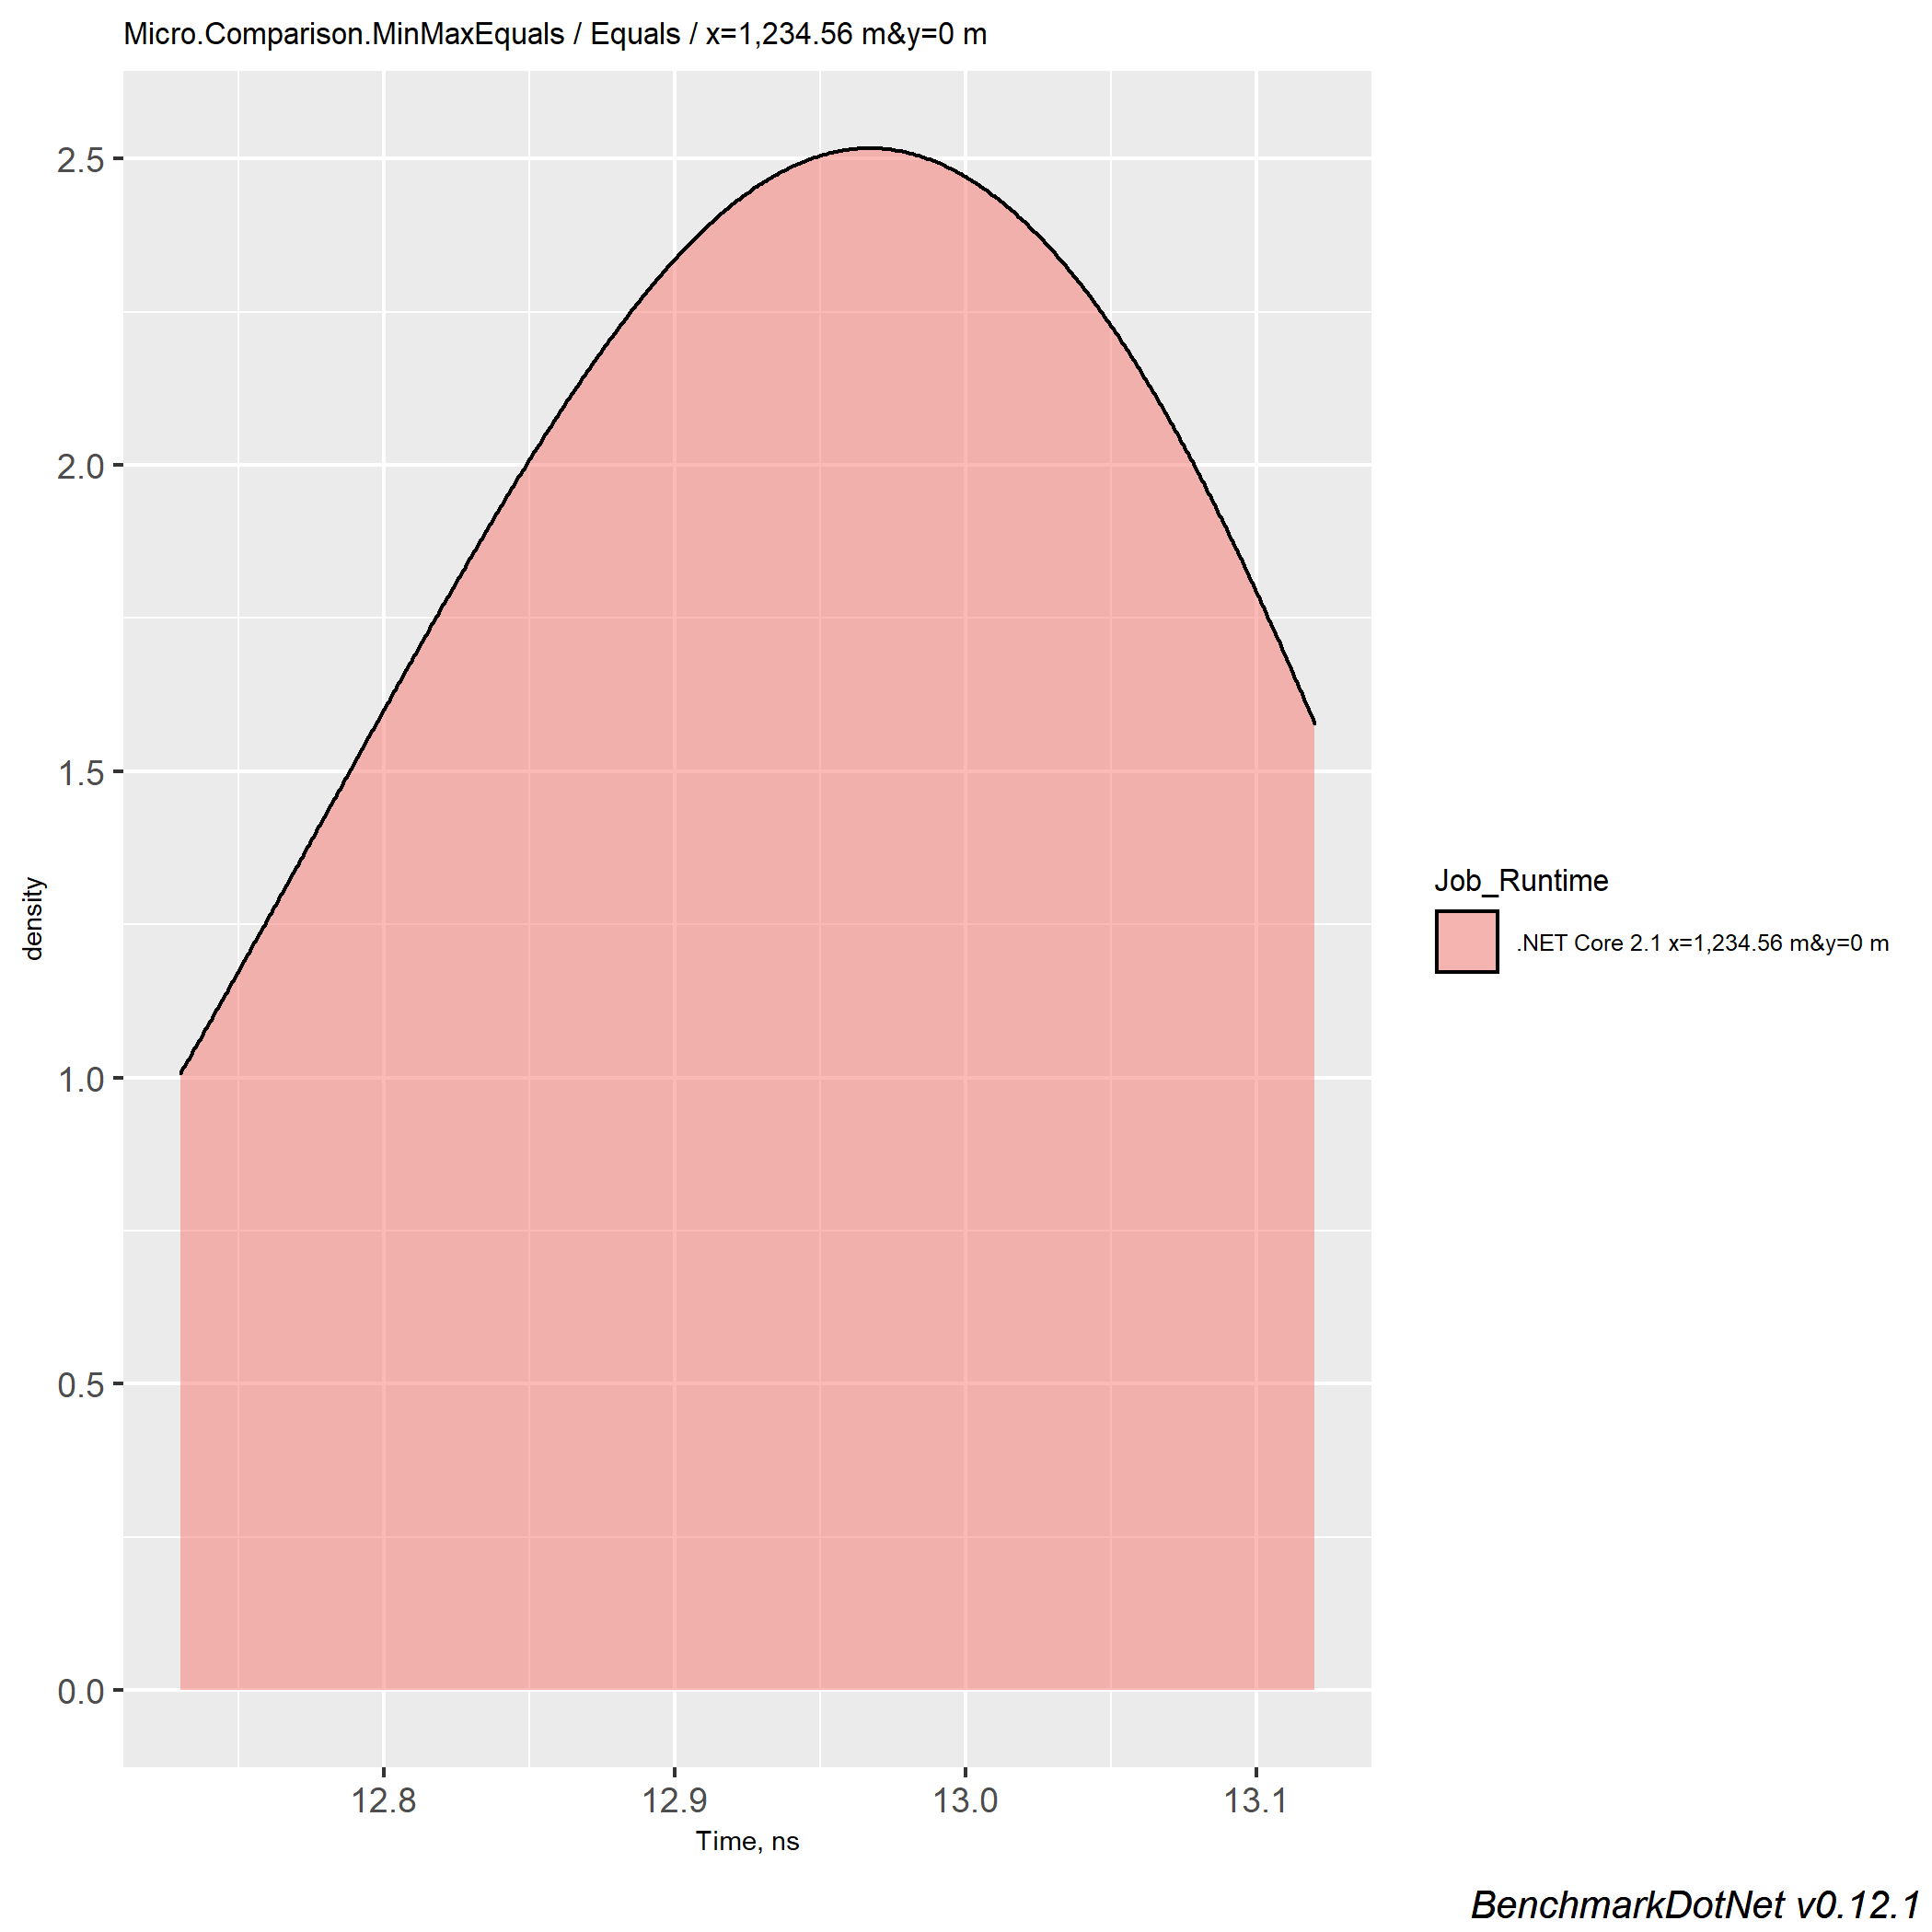 Micro.Comparison.MinMaxEquals / Equals / x=1,234.56 m&y=0 m
2.5
2.0
1.5
1.0
0.5
0.0
density
12.8 12.9 13.0 13.1
Time, ns
Job_Runtime
.NET Core 2.1 x=1,234.56 m&y=0 m
BenchmarkDotNet v0.12.1